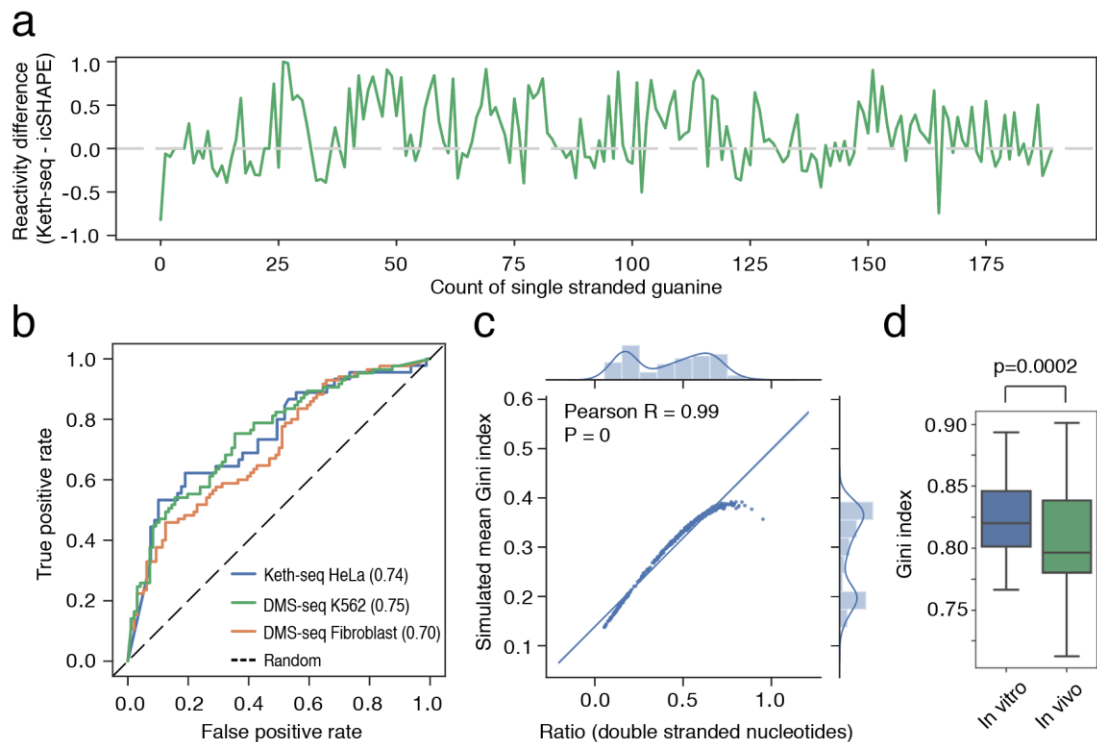 a
Reactivity difference
(Keth-seq - icSHAPE)
1.0
0.5
0.0
-0.5
-1.0
0 25 50 75 100 125 150 175
Count of single stranded guanine
b
True positive rate
1.0
0.8
0.6
0.4
0.2
0.0
Keth-seq HeLa (0.74)
DMS-seq K562 (0.75)
DMS-seq Fibroblast (0.70)
Random
0.0 0.2 0.4 0.6 0.8 1.0
False positive rate
c
Simulated mean Gini index
0.6
0.5
0.4
0.3
0.2
0.1
Pearson R = 0.99
P = 0
0.0 0.5 1.0
Ratio (double stranded nucleotides)
d
p=0.0002
Gini index
0.90
0.85
0.80
0.75
In vitro
In vivo